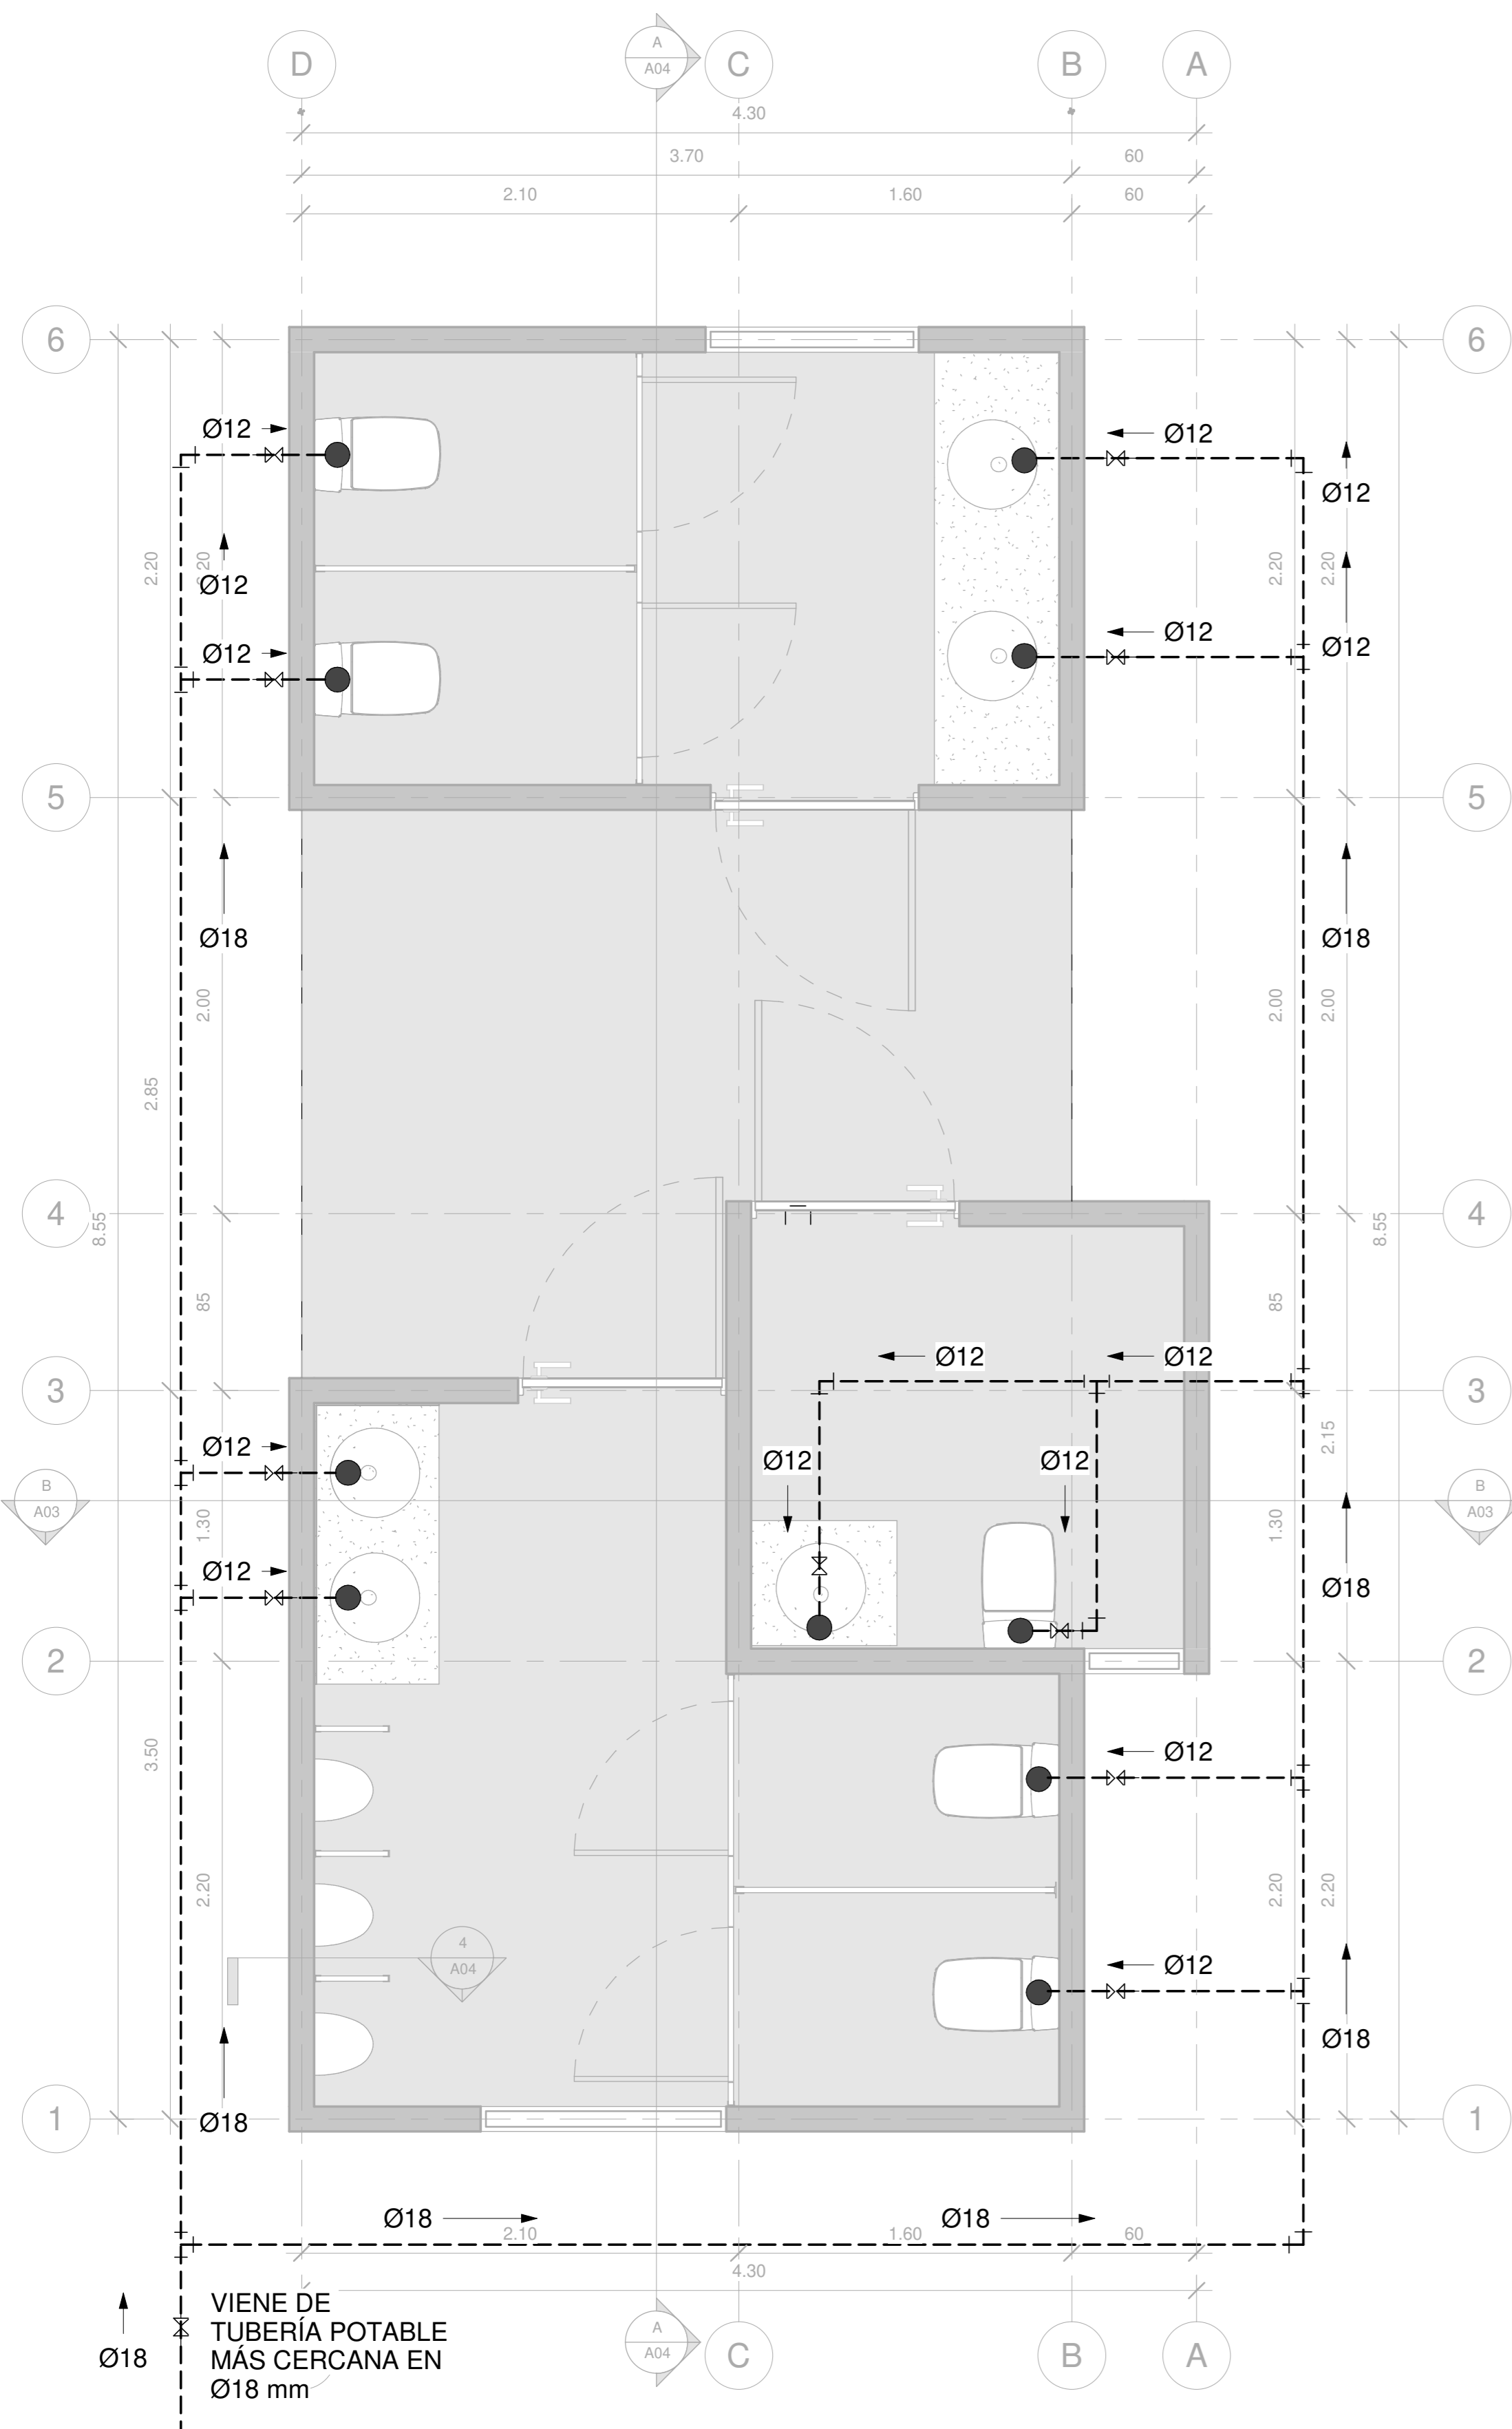 D
A
A04
C
B
A
4.30
3.70
60
2.10
1.60
60
6
6
Ø12
Ø12
Ø12
2.20
20
Ø12
2.20
2.20
Ø12
Ø12
Ø12
5
5
Ø18
Ø18
2.00
2.00
2.00
2.85
4
4
8.55
8.55
85
85
Ø12
Ø12
3
3
Ø12
2.15
Ø12
Ø12
B
A03
B
A03
1.30
1.30
Ø12
Ø18
2
2
3.50
Ø12
2.20
2.20
2.20
4
A04
Ø12
Ø18
1
Ø18
1
Ø18
Ø18
2.10
1.60
60
4.30
VIENE DE
TUBERÍA POTABLE
MÁS CERCANA EN
Ø18 mm
Ø18
A
A04
C
B
A